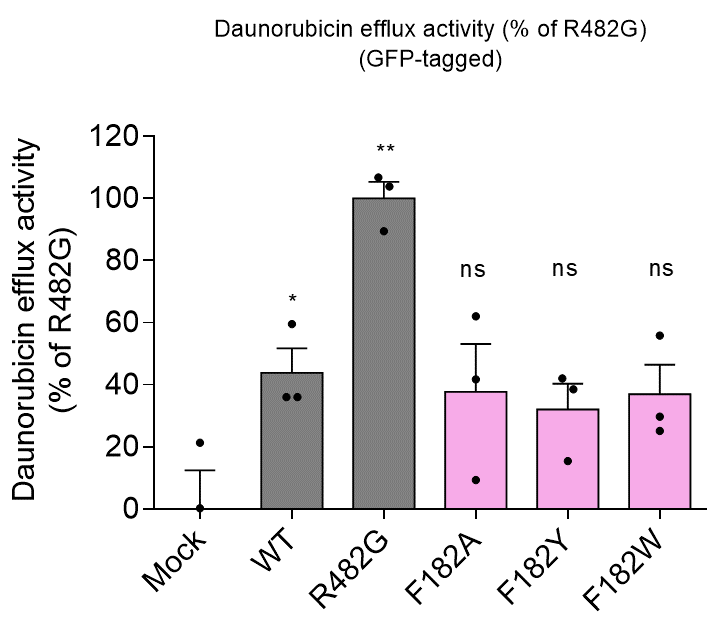 Daunorubicin efflux activity (% of R482G)
(GFP-tagged)
Daunorubicin efflux activity
(% of R482G)
120
100
80
60
40
20
0
*
**
ns
ns
ns
Mock
WT
R482G
F182A
F182Y
F182W